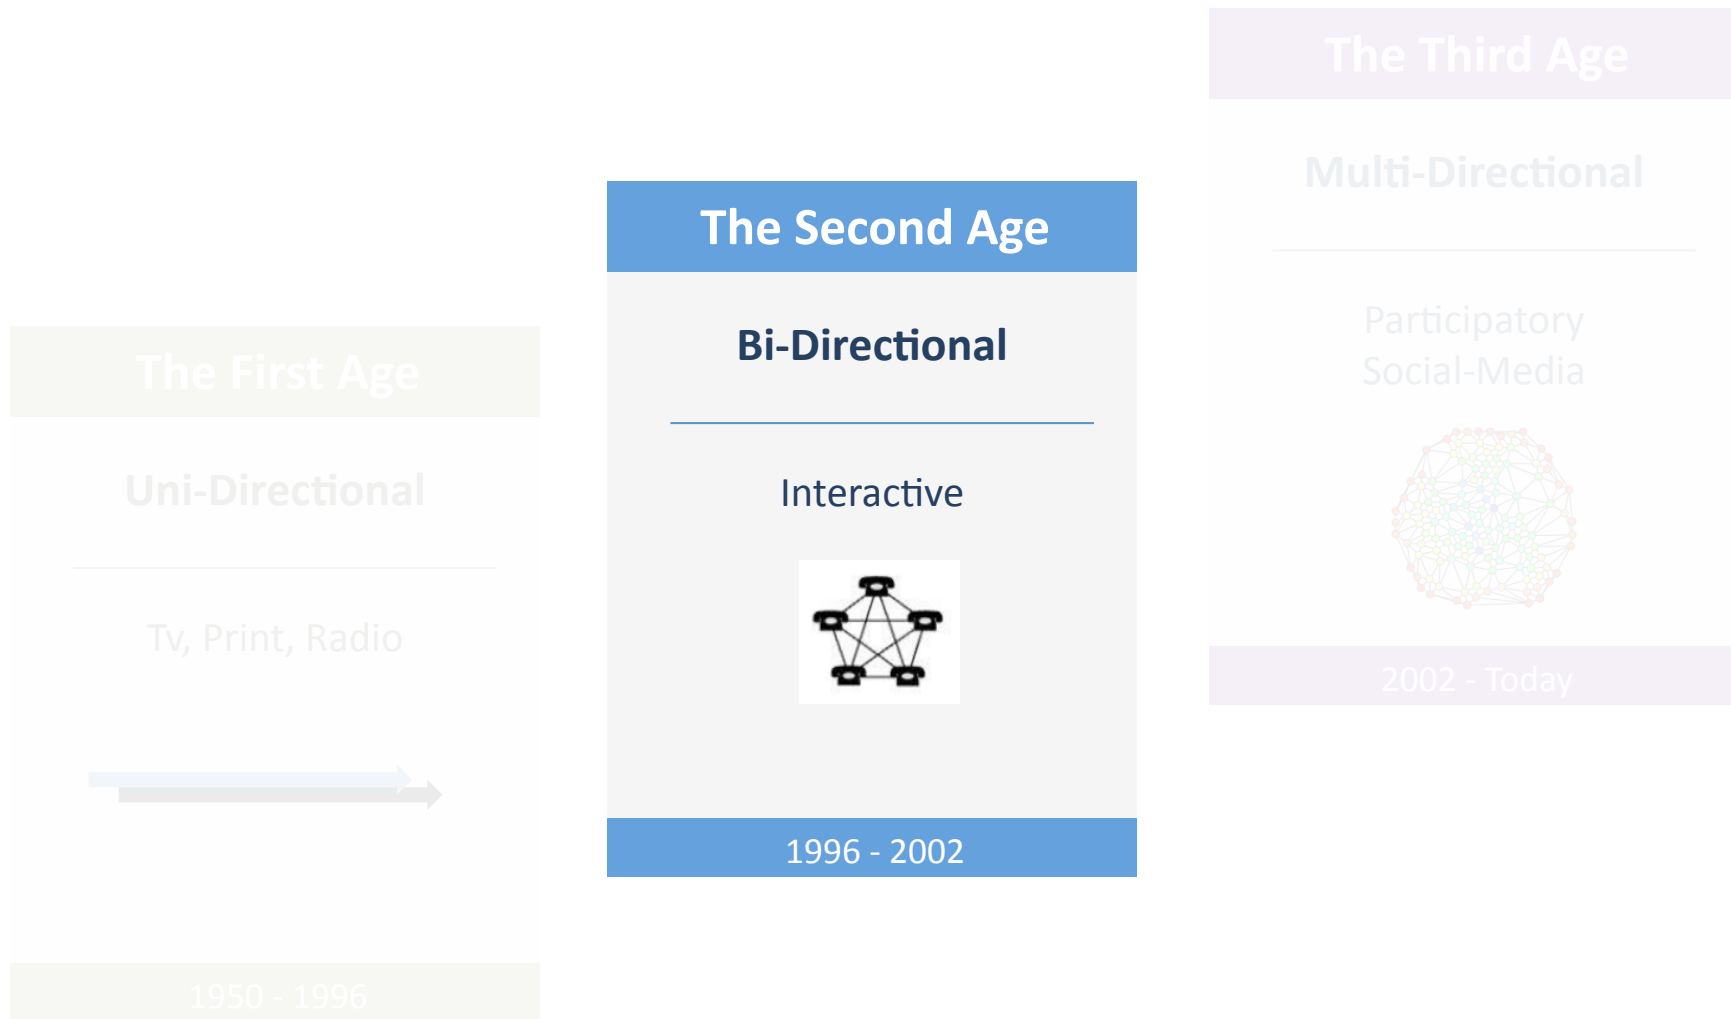 The First Age
Uni-Directional
Tv, Print, Radio
1950 - 1996
The Second Age
Bi-Directional
Interactive
1996 - 2002
The Third Age
Multi-Directional
Participatory
Social-Media
2002 - Today